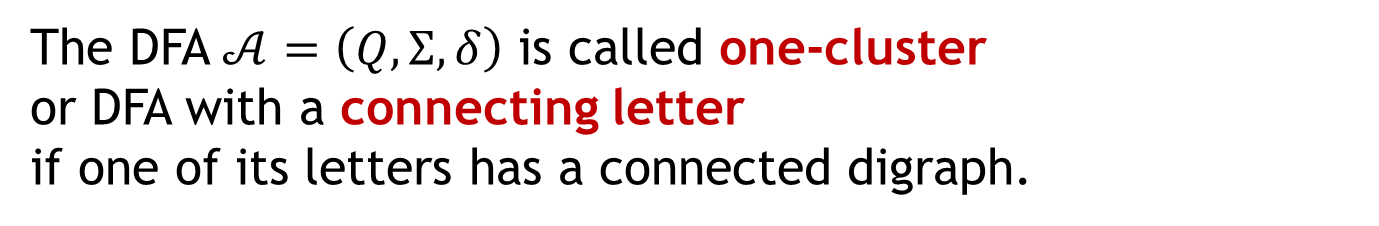 The DFA 𝒜 = (Q, Σ, δ) is called one-cluster
or DFA with a connecting letter
if one of its letters has a connected digraph.